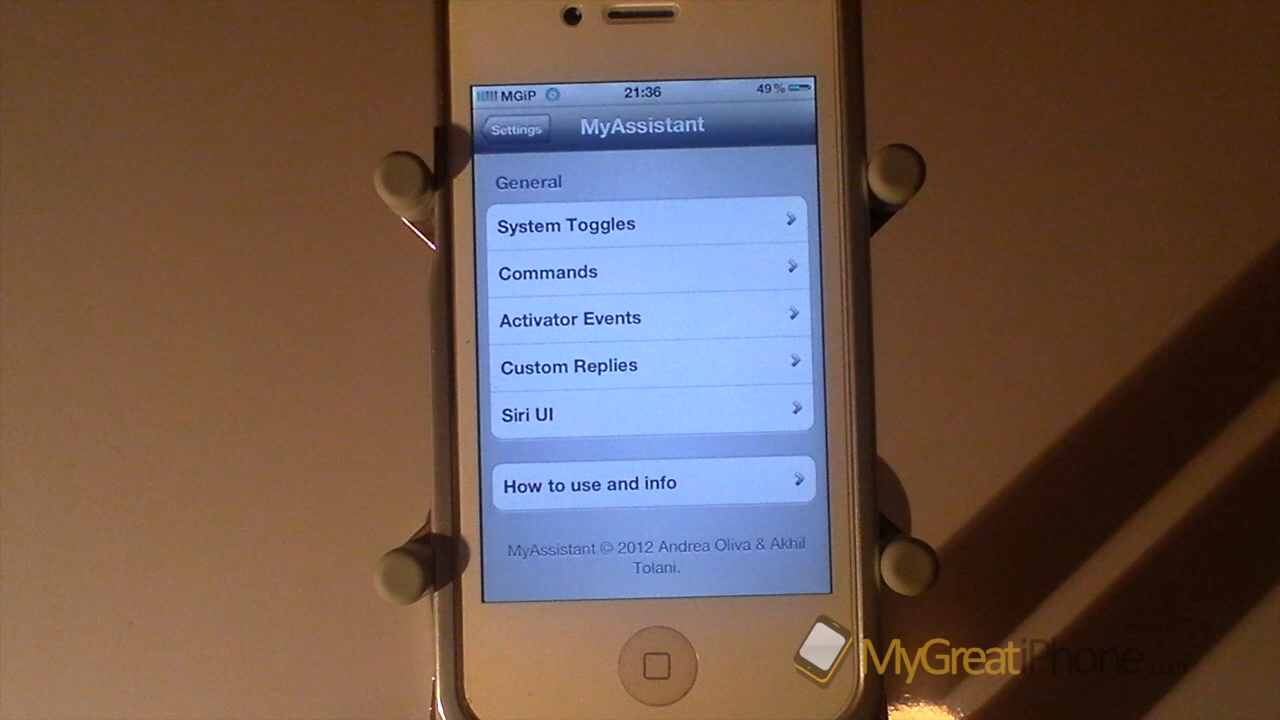 MGiP
21:36
49%
Settings
MyAssistant
General
System Toggles
Commands
Activator Events
Custom Replies
Siri UI
How to use and info
MyAssistant © 2012 Andrea Oliva & Akhil
Tolani.
MyGreatiPhone.com